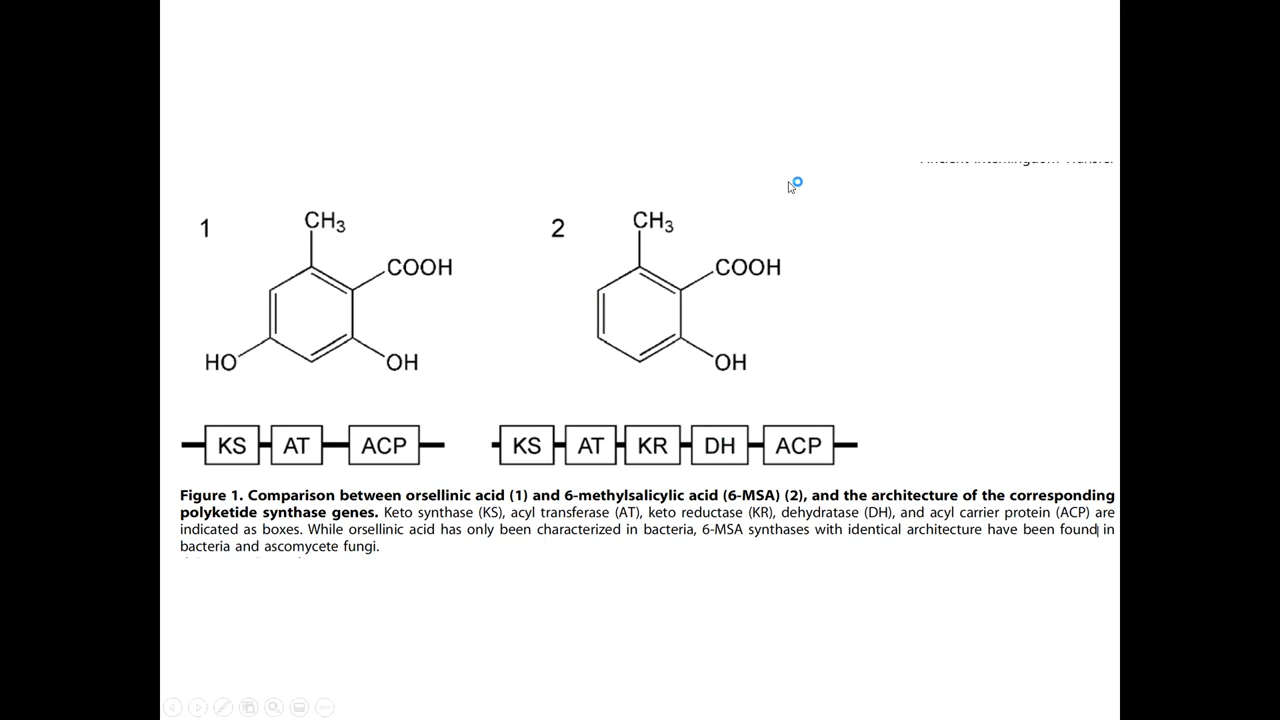 1
CH3
COOH
HO
OH
2
CH3
COOH
OH
KS AT ACP
KS AT KR DH ACP
Figure 1. Comparison between orsellinic acid (1) and 6-methylsalicylic acid (6-MSA) (2), and the architecture of the corresponding
polyketide synthase genes. Keto synthase (KS), acyl transferase (AT), keto reductase (KR), dehydratase (DH), and acyl carrier protein (ACP) are
indicated as boxes. While orsellinic acid has only been characterized in bacteria, 6-MSA synthases with identical architecture have been found in
bacteria and ascomycete fungi.